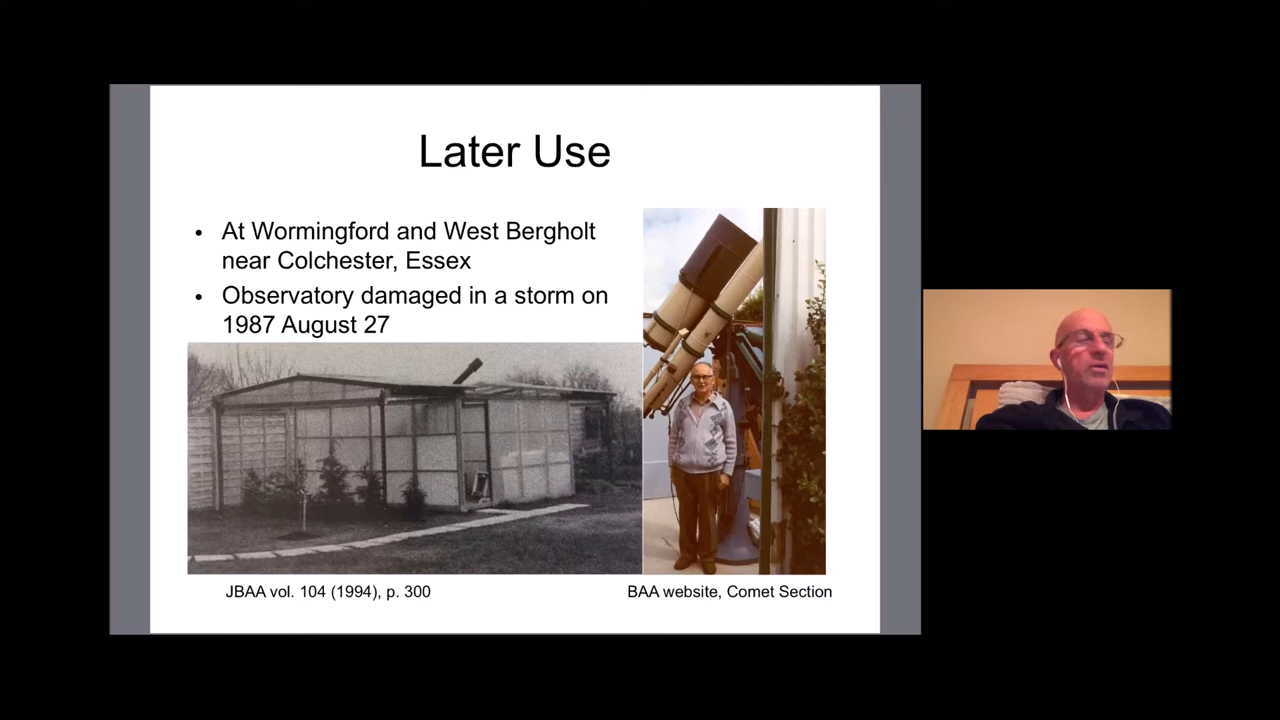 Later Use
• At Wormingford and West Bergholt
near Colchester, Essex
• Observatory damaged in a storm on
1987 August 27
JBAA vol. 104 (1994), p. 300
BAA website, Comet Section